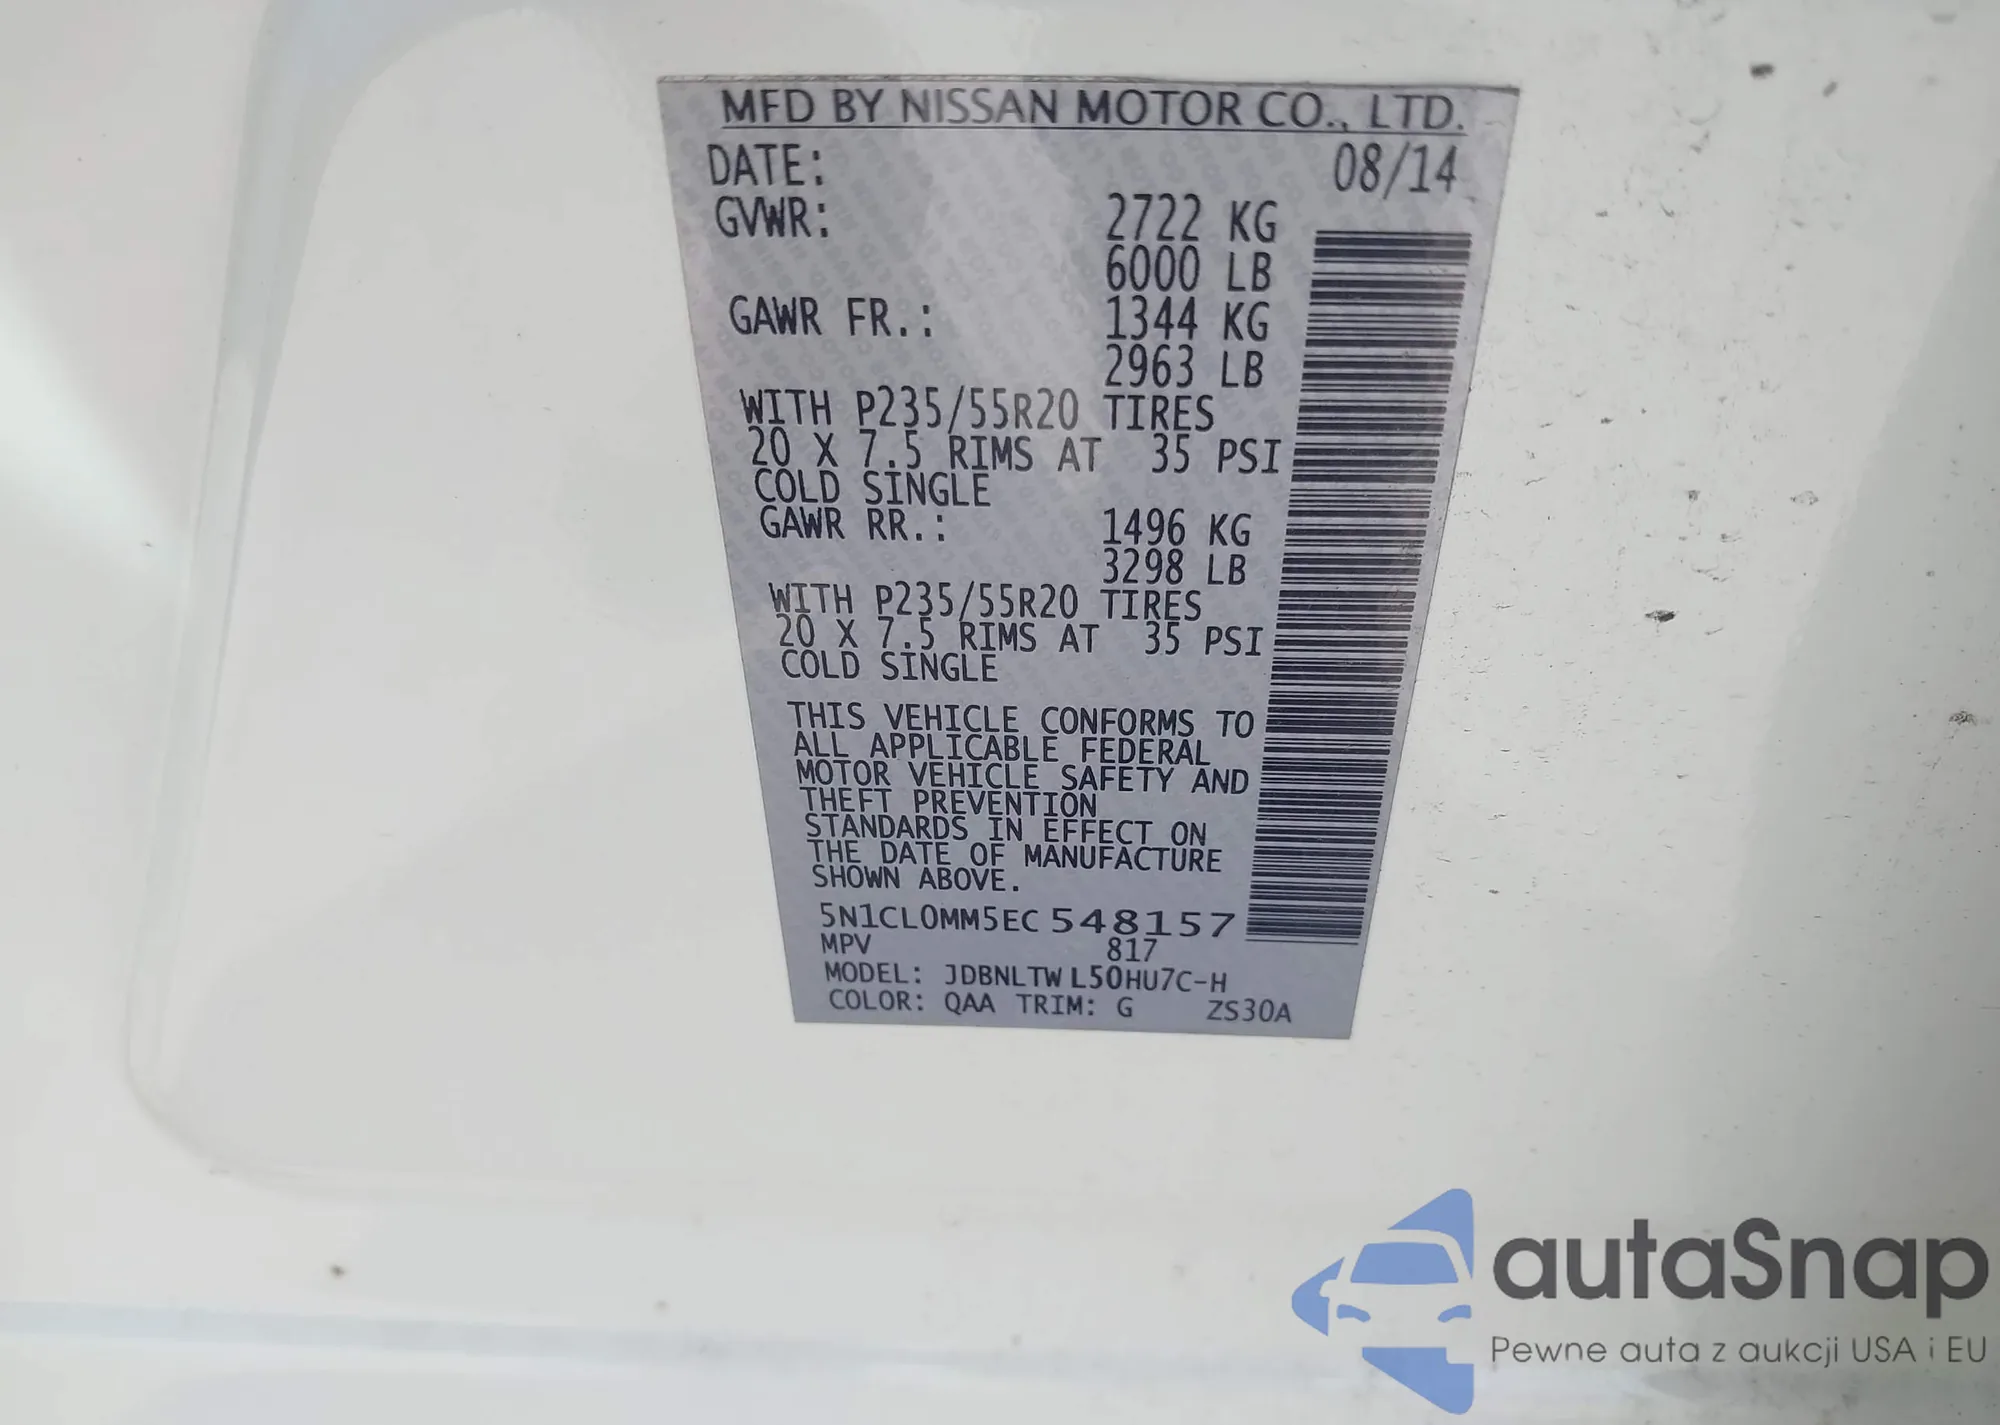 MFD BY NISSAN MOTOR CO., LTD.
DATE: 08/14
GVWR: 2722 KG
6000 LB
GAWR FR.: 1344 KG
2963 LB
WITH P235/55R20 TIRES
20 X 7.5 RIMS AT 35 PSI
COLD SINGLE
GAWR RR.: 1496 KG
3298 LB
WITH P235/55R20 TIRES
20 X 7.5 RIMS AT 35 PSI
COLD SINGLE
THIS VEHICLE CONFORMS TO
ALL APPLICABLE FEDERAL
MOTOR VEHICLE SAFETY AND
THEFT PREVENTION
STANDARDS IN EFFECT ON
THE DATE OF MANUFACTURE
SHOWN ABOVE.
5N1CL0MM5EC548157
MPV 817
MODEL: JDBNLTW L50HU7C-H
COLOR: QAA TRIM: G ZS30A
autaSnap
Pewne auta z aukcji USA i EU